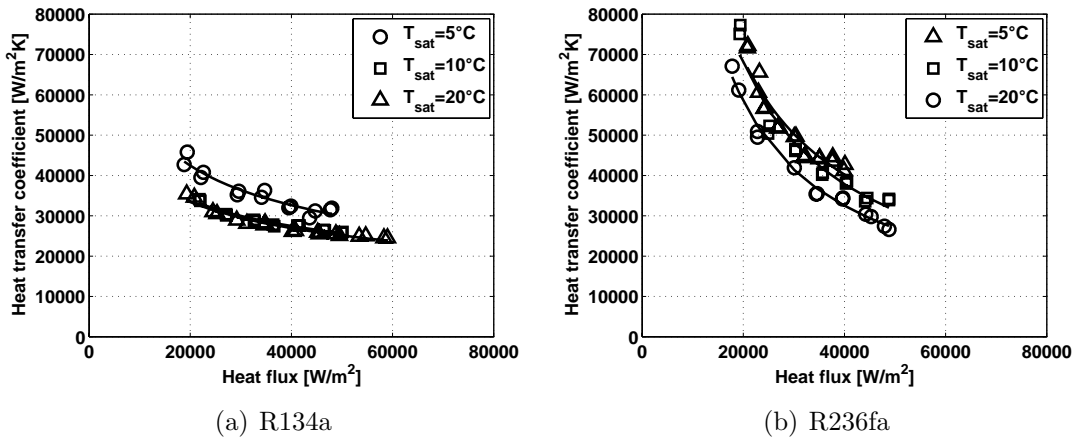 80000
70000
60000
50000
40000
30000
20000
10000
0
Heat transfer coefficient [W/m²K]
0 20000 40000 60000 80000
Heat flux [W/m²]
T_sat=5°C
T_sat=10°C
T_sat=20°C
(a) R134a
80000
70000
60000
50000
40000
30000
20000
10000
0
Heat transfer coefficient [W/m²K]
0 20000 40000 60000 80000
Heat flux [W/m²]
T_sat=5°C
T_sat=10°C
T_sat=20°C
(b) R236fa